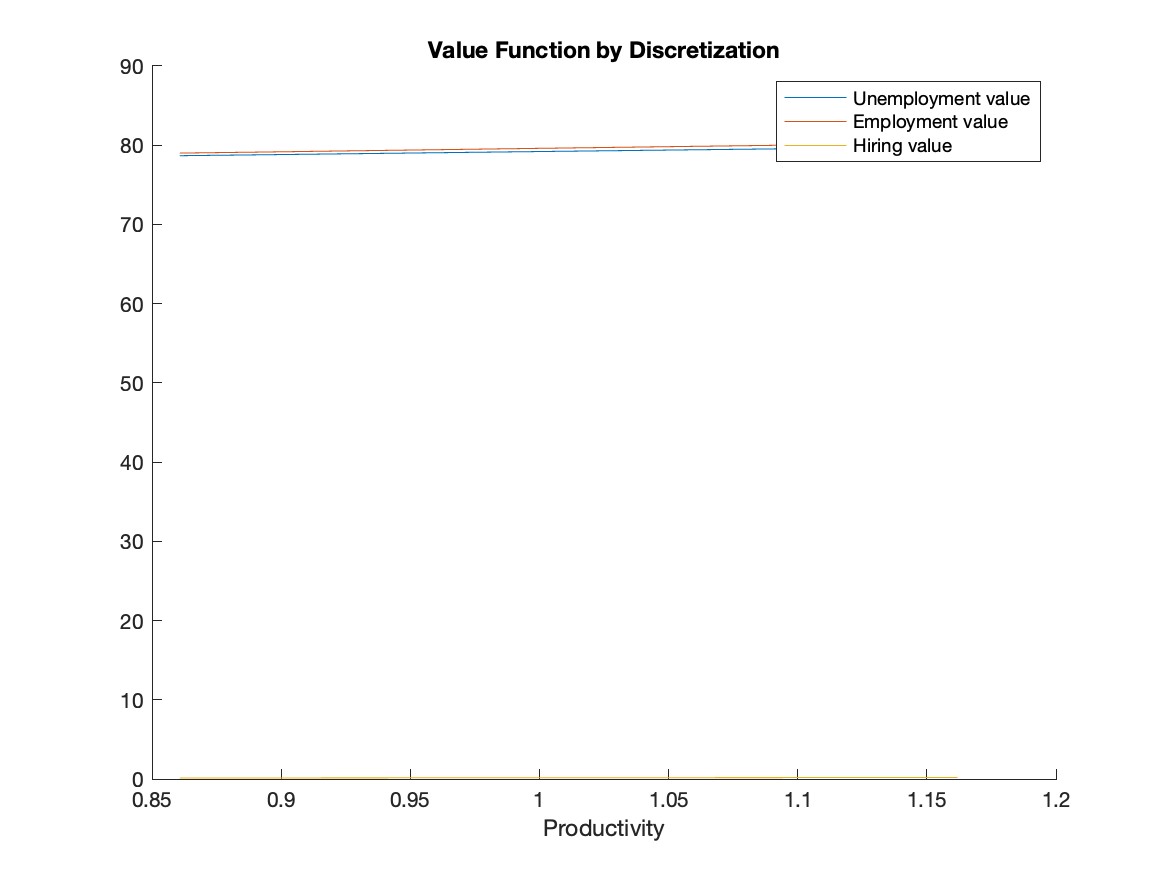 Value Function by Discretization
90
80
70
60
50
40
30
20
10
0
Unemployment value
Employment value
Hiring value
0.85 0.9 0.95 1 1.05 1.1 1.15 1.2
Productivity